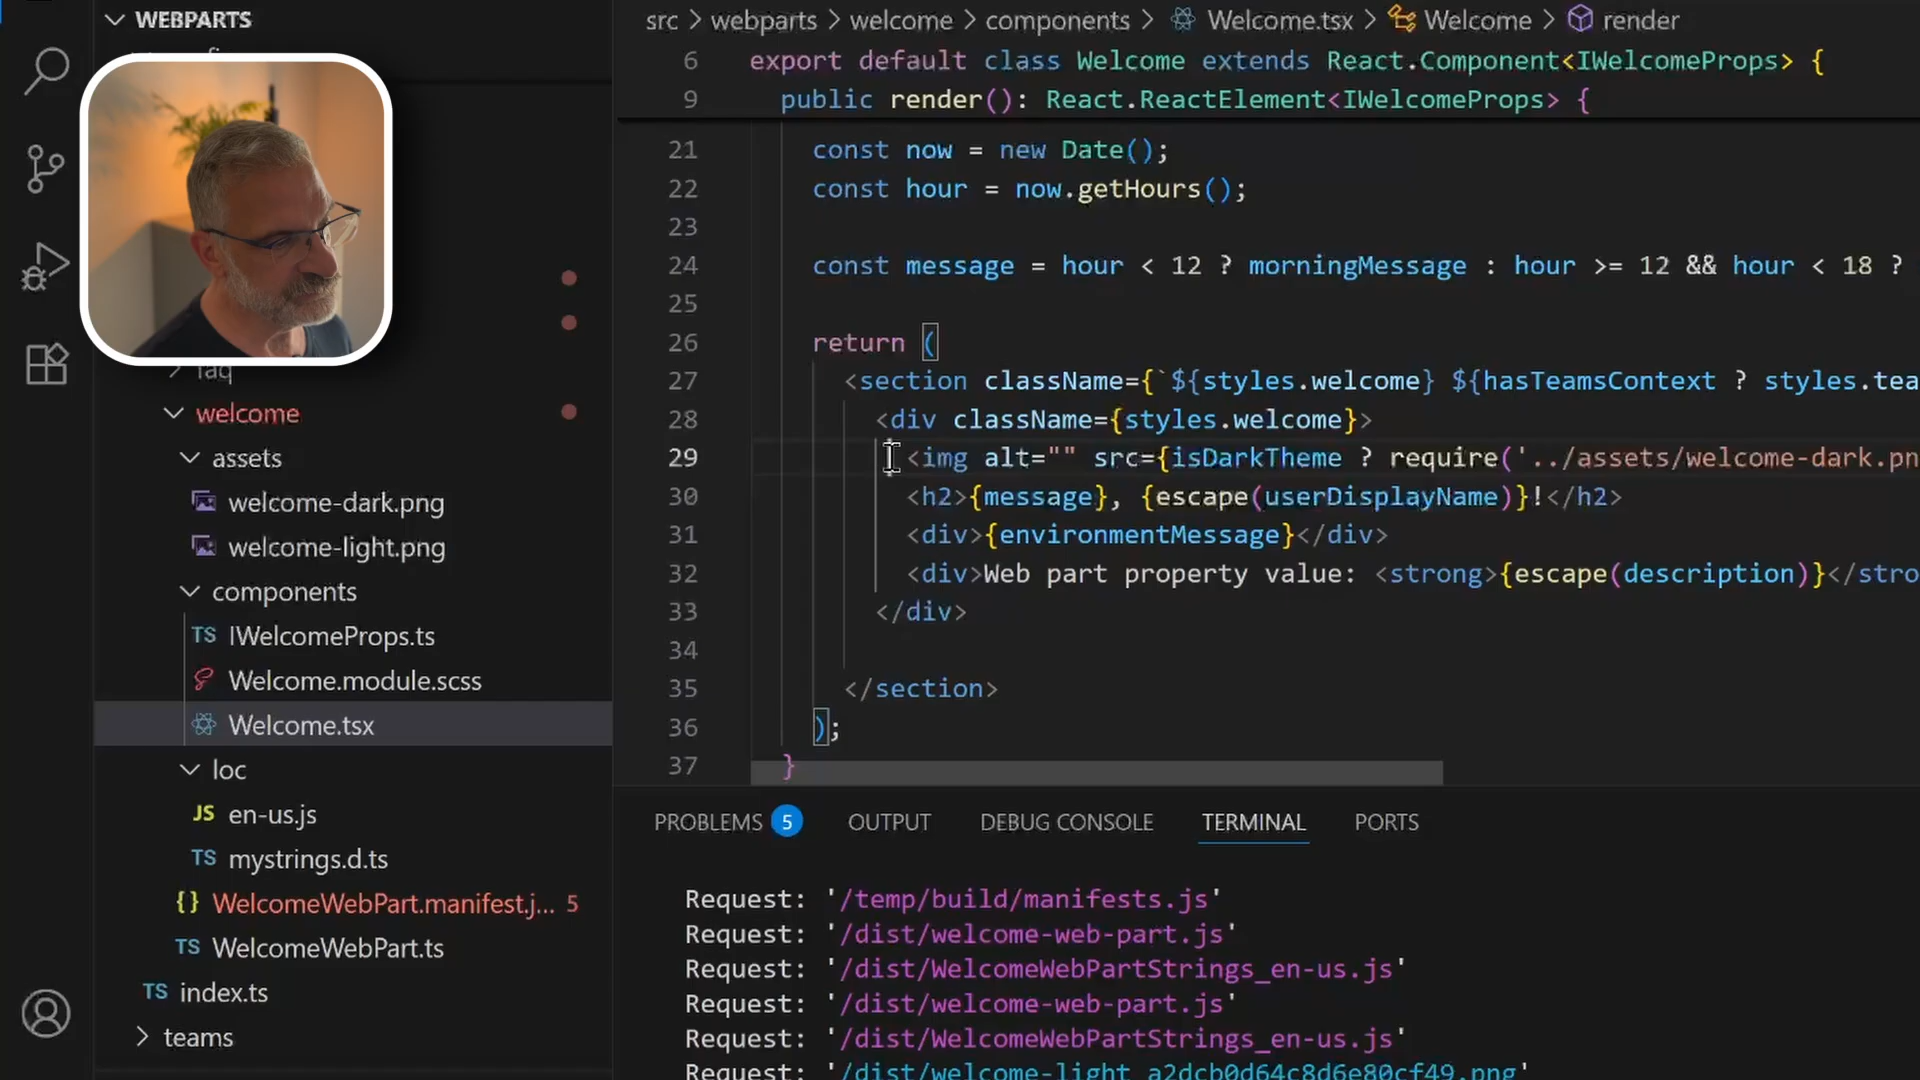 WEBPARTS
faq
welcome
assets
welcome-dark.png
welcome-light.png
components
TS IWelcomeProps.ts
Welcome.module.scss
Welcome.tsx
loc
JS en-us.js
TS mystrings.d.ts
{} WelcomeWebPart.manifest.j... 5
TS WelcomeWebPart.ts
TS index.ts
teams
src > webparts > welcome > components > Welcome.tsx > Welcome > render
6 export default class Welcome extends React.Component<IWelcomeProps> {
9 public render(): React.ReactElement<IWelcomeProps> {
21 const now = new Date();
22 const hour = now.getHours();
23
24 const message = hour < 12 ? morningMessage : hour >= 12 && hour < 18 ?
25
26 return (
27 <section className={`${styles.welcome} ${hasTeamsContext ? styles.tea
28 <div className={styles.welcome}>
29 <img alt="" src={isDarkTheme ? require('../assets/welcome-dark.pn
30 <h2>{message}, {escape(userDisplayName)}!</h2>
31 <div>{environmentMessage}</div>
32 <div>Web part property value: <strong>{escape(description)}</stro
33 </div>
34
35 </section>
36 );
37 }
PROBLEMS 5 OUTPUT DEBUG CONSOLE TERMINAL PORTS
Request: '/temp/build/manifests.js'
Request: '/dist/welcome-web-part.js'
Request: '/dist/WelcomeWebPartStrings_en-us.js'
Request: '/dist/welcome-web-part.js'
Request: '/dist/WelcomeWebPartStrings_en-us.js'
Request: '/dist/welcome-light_a2dcb0d64c8d6e80cf49.png'